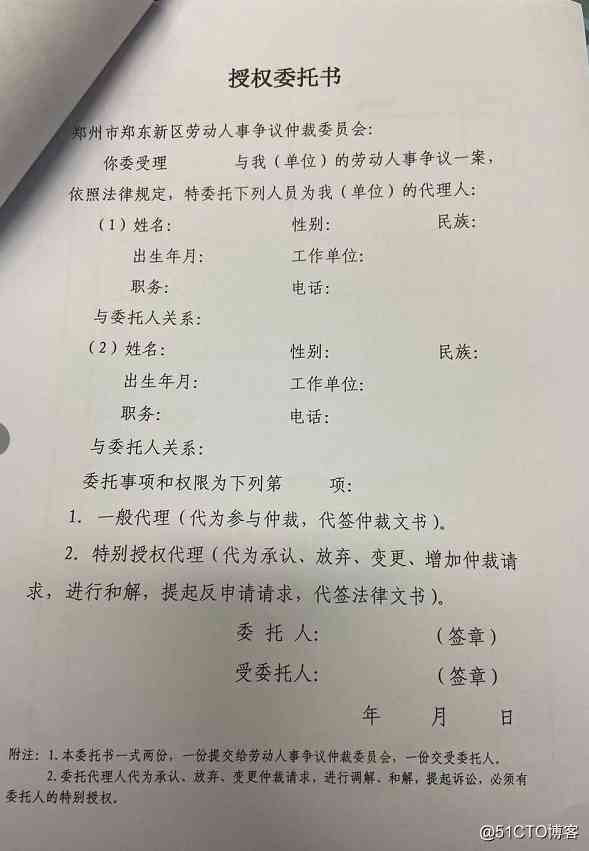 授权委托书
郑州市郑东新区劳动人事争议仲裁委员会:
你委受理 与我(单位)的劳动人事争议一案,
依照法律规定,特委托下列人员为我(单位)的代理人:
(1)姓名: 性别: 民族:
出生年月: 工作单位:
职务: 电话:
与委托人关系:
(2)姓名: 性别: 民族:
出生年月: 工作单位:
职务: 电话:
与委托人关系:
委托事项和权限为下列第 项:
1. 一般代理(代为参与仲裁,代签仲裁文书)。
2. 特别授权代理(代为承认、放弃、变更、增加仲裁请
求,进行和解,提起反申请请求,代签法律文书)。
委 托 人: (签章)
受委托人: (签章)
年 月 日
附注: 1.本委托书一式两份,一份提交给劳动人事争议仲裁委员会,一份交受委托人。
2.委托代理人代为承认、放弃、变更仲裁请求,进行调解、和解,提起诉讼,必须有
委托人的特别授权。
@51CTO博客